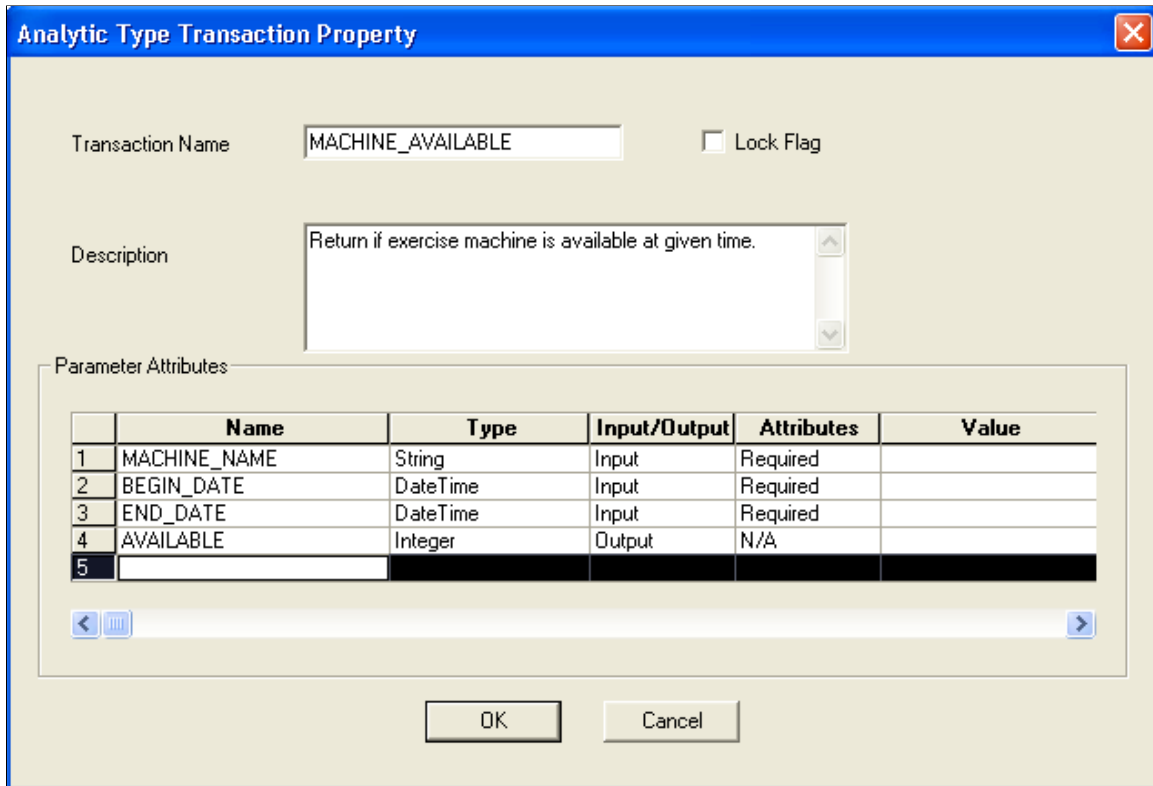 Analytic Type Transaction Property
Transaction Name MACHINE_AVAILABLE Lock Flag
Description Return if exercise machine is available at given time.
Parameter Attributes
Name Type Input/Output Attributes Value
1 MACHINE_NAME String Input Required
2 BEGIN_DATE DateTime Input Required
3 END_DATE DateTime Input Required
4 AVAILABLE Integer Output N/A
5
OK Cancel